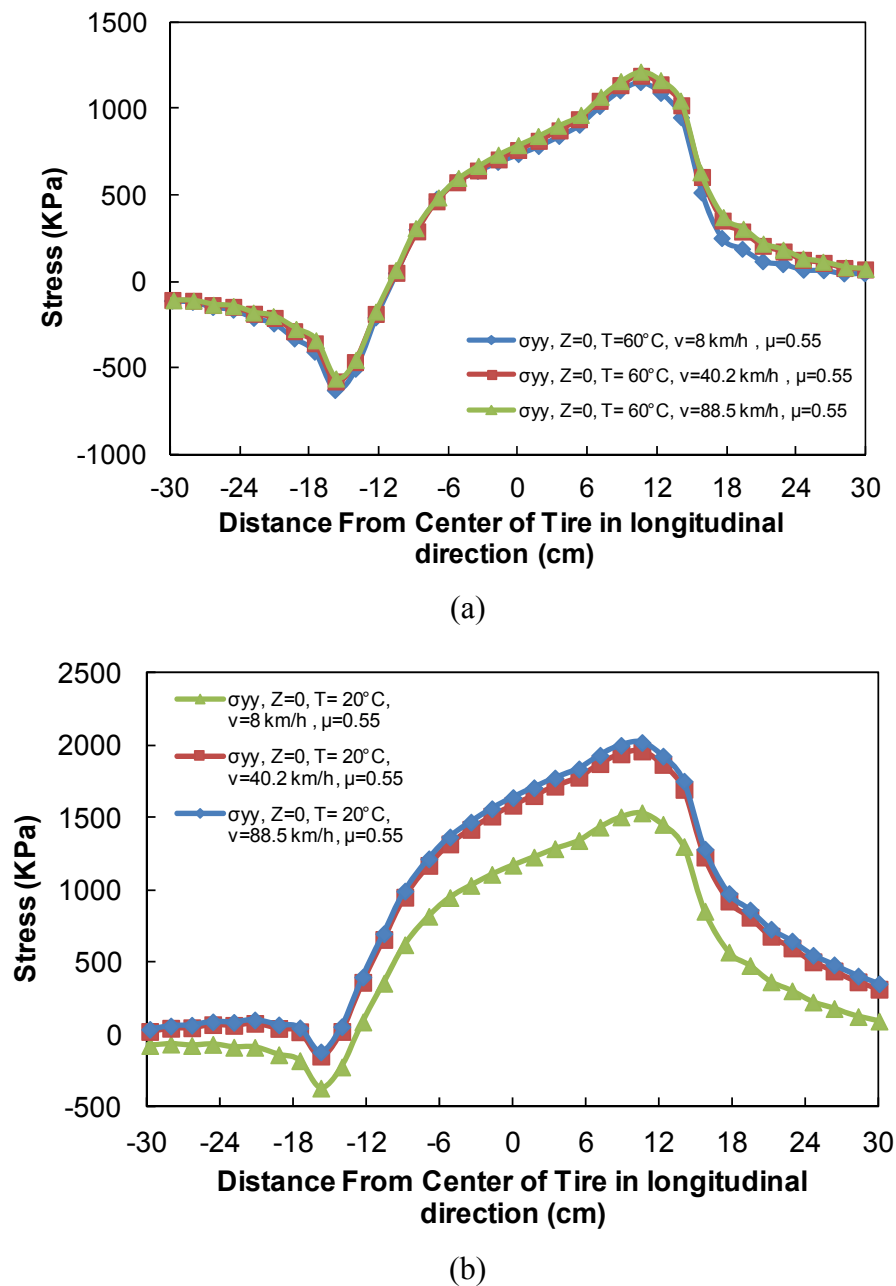 1500
1000
500
0
-500
-1000
Stress (KPa)
σyy, Z=0, T=60°C, v=8 km/h , μ=0.55
σyy, Z=0, T= 60°C, v=40.2 km/h , μ=0.55
σyy, Z=0, T= 60°C, v=88.5 km/h , μ=0.55
-30 -24 -18 -12 -6 0 6 12 18 24 30
Distance From Center of Tire in longitudinal
direction (cm)
(a)
2500
2000
1500
1000
500
0
-500
Stress (KPa)
σyy, Z=0, T= 20°C,
v=8 km/h , μ=0.55
σyy, Z=0, T= 20°C,
v=40.2 km/h, μ=0.55
σyy, Z=0, T= 20°C,
v=88.5 km/h, μ=0.55
-30 -24 -18 -12 -6 0 6 12 18 24 30
Distance From Center of Tire in longitudinal
direction (cm)
(b)